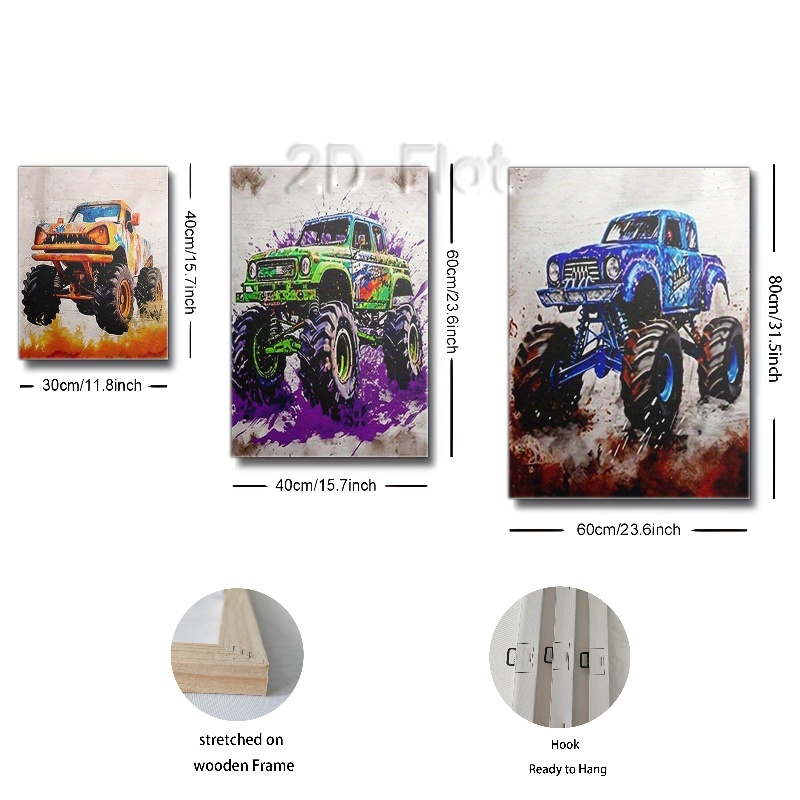 2D Flat
40cm/15.7inch
30cm/11.8inch
60cm/23.6inch
40cm/15.7inch
80cm/31.5inch
60cm/23.6inch
stretched on
wooden Frame
Hook
Ready to Hang